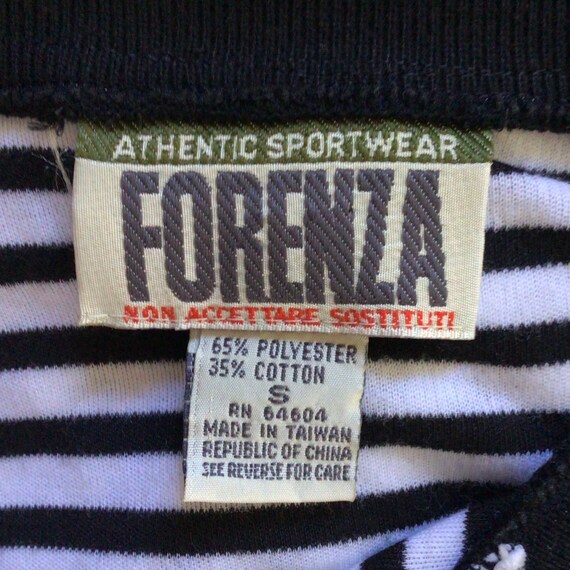 ATHENTIC SPORTWEAR
FORENZA
NON ACCETTARE SOSTITUTI
65% POLYESTER
35% COTTON
S
RN 64604
MADE IN TAIWAN
REPUBLIC OF CHINA
SEE REVERSE FOR CARE